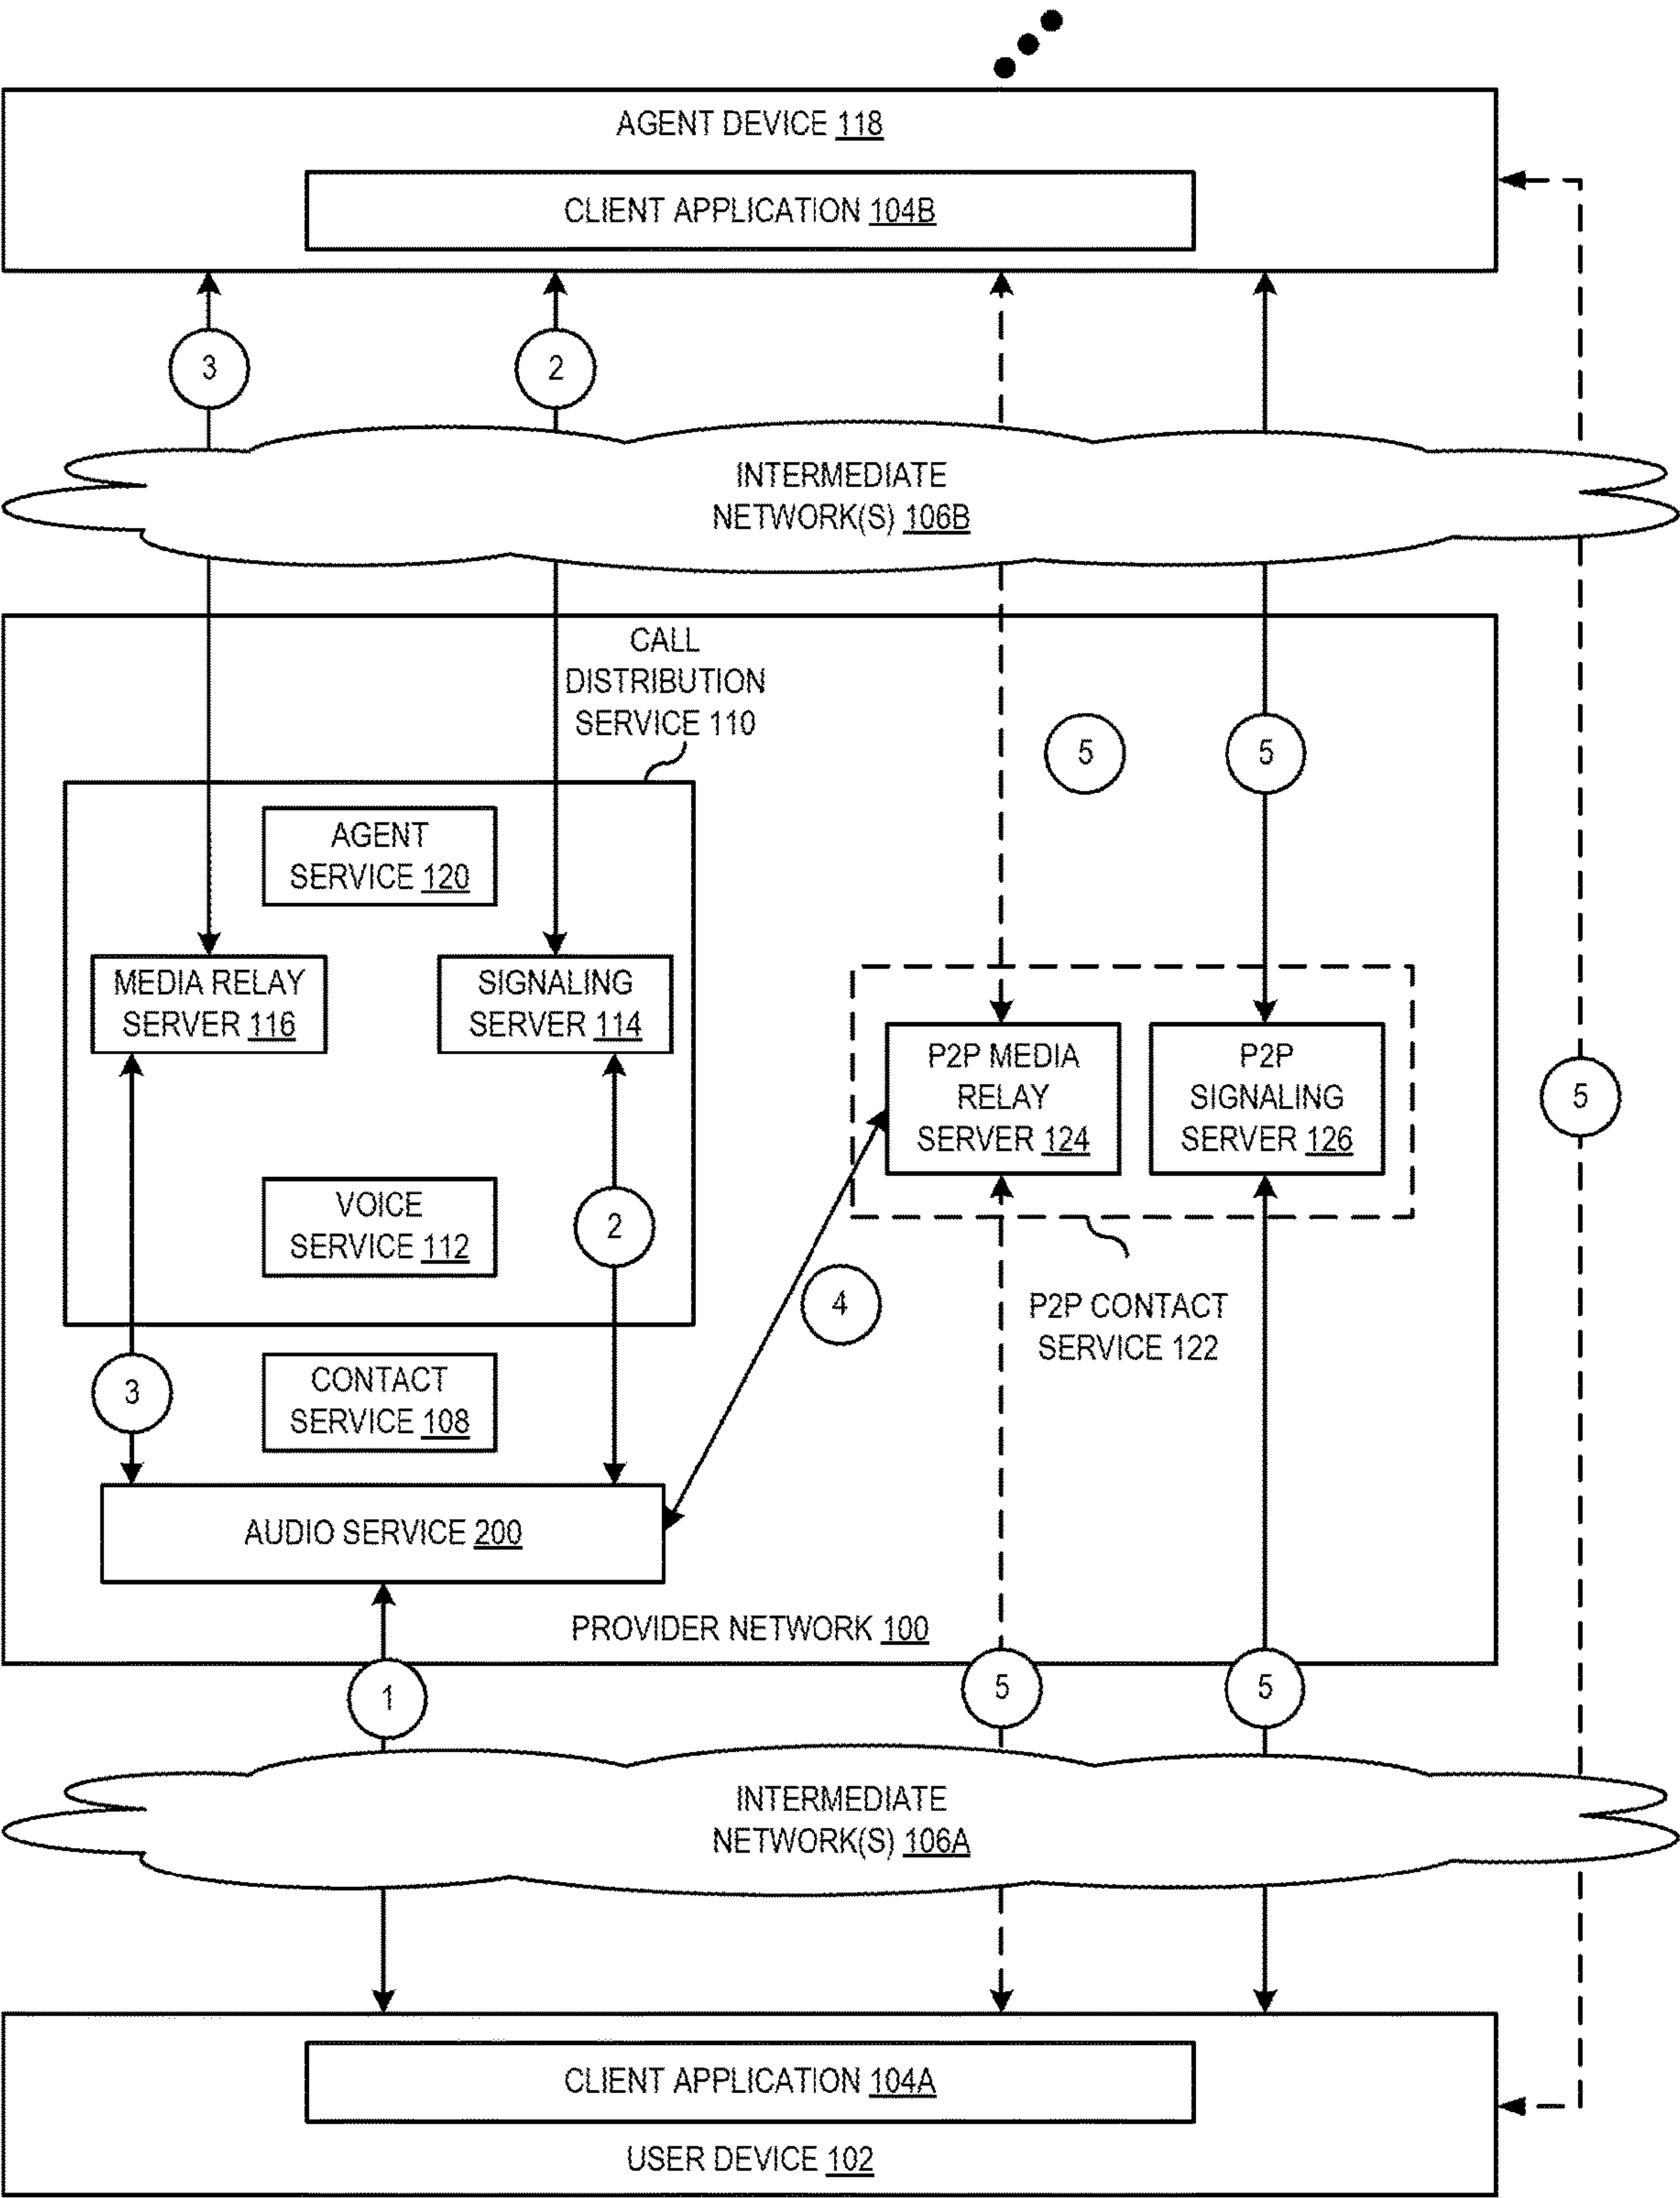 AGENT DEVICE 118
CLIENT APPLICATION 104B
3
2
INTERMEDIATE
NETWORK(S) 106B
CALL
DISTRIBUTION
SERVICE 110
5
5
AGENT
SERVICE 120
MEDIA RELAY
SERVER 116
SIGNALING
SERVER 114
P2P MEDIA
RELAY
SERVER 124
P2P
SIGNALING
SERVER 126
5
VOICE
SERVICE 112
2
4
P2P CONTACT
SERVICE 122
3
CONTACT
SERVICE 108
AUDIO SERVICE 200
PROVIDER NETWORK 100
1
5
5
INTERMEDIATE
NETWORK(S) 106A
CLIENT APPLICATION 104A
USER DEVICE 102